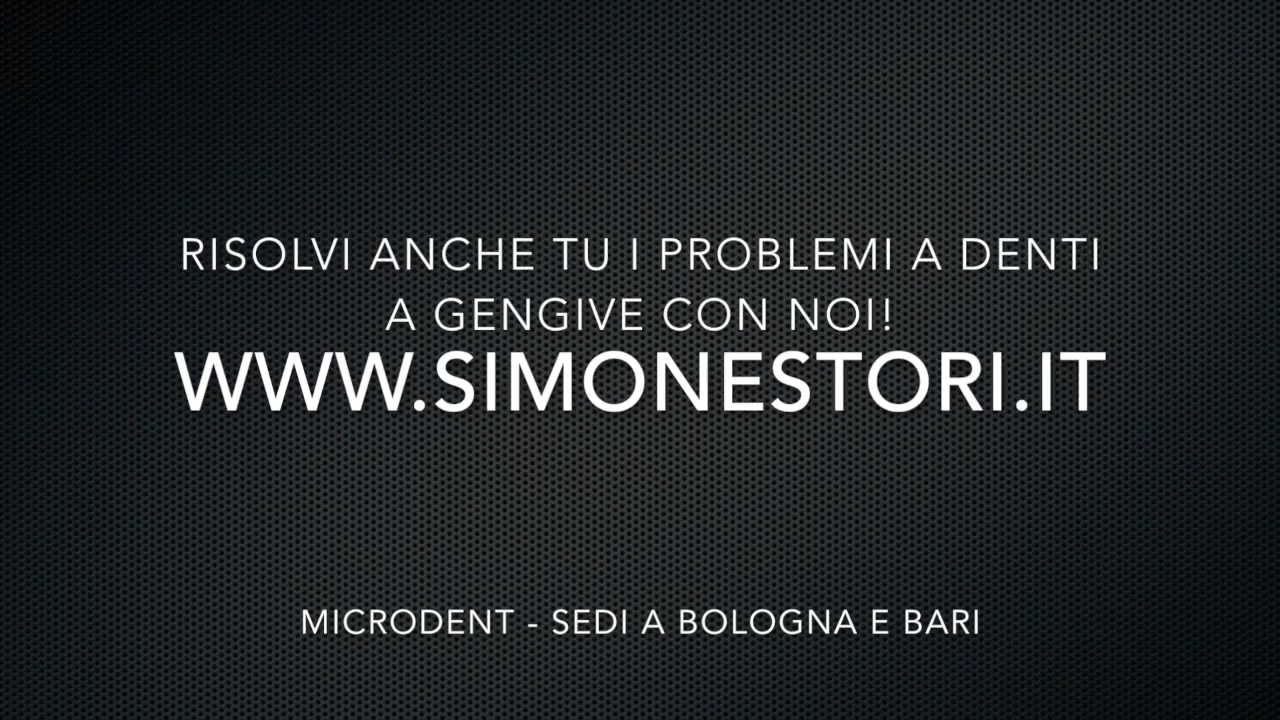 RISOLVI ANCHE TU I PROBLEMI A DENTI
A GENGIVE CON NOI!
WWW.SIMONESTORI.IT
MICRODENT - SEDI A BOLOGNA E BARI